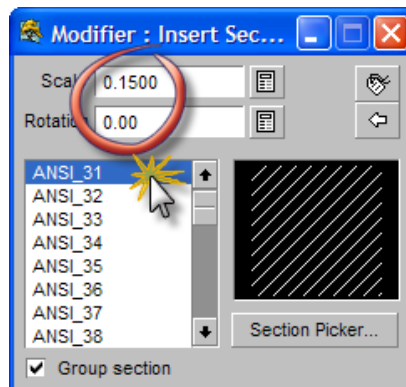 Modifier : Insert Sec...
Scale 0.1500
Rotation 0.00
ANSI_31
ANSI_32
ANSI_33
ANSI_34
ANSI_35
ANSI_36
ANSI_37
ANSI_38
Section Picker...
Group section